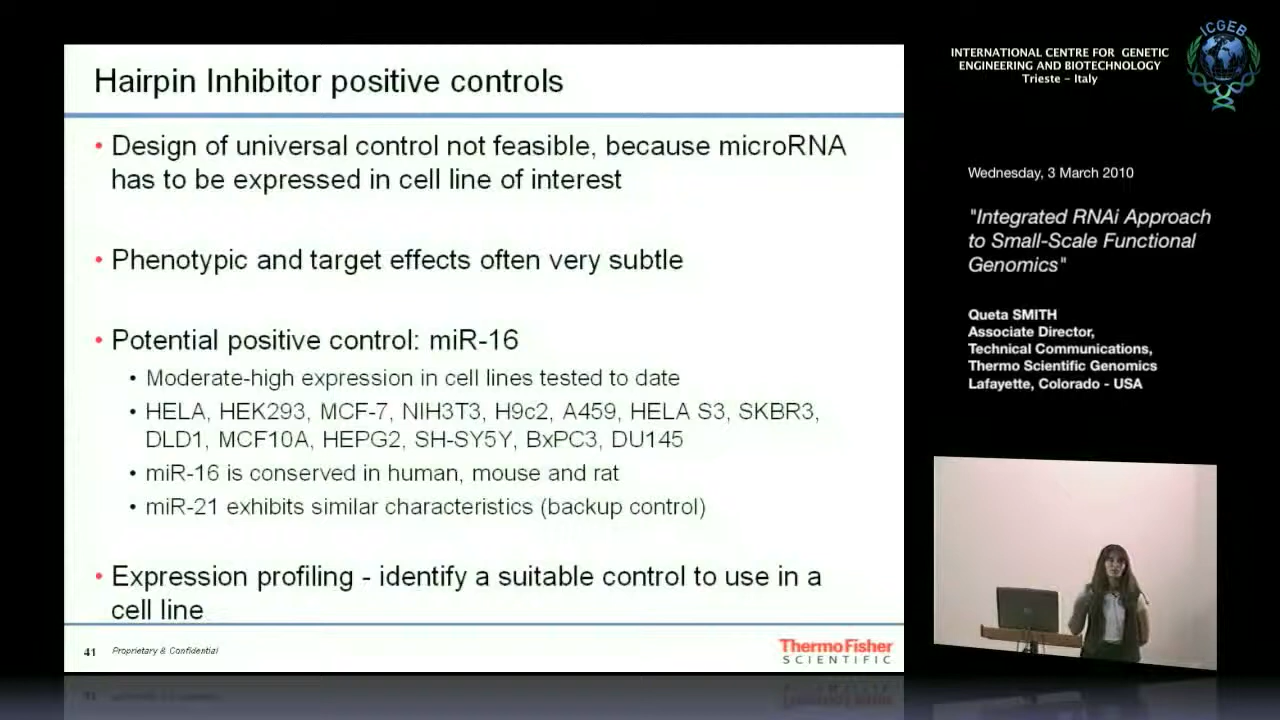 Hairpin Inhibitor positive controls
• Design of universal control not feasible, because microRNA
has to be expressed in cell line of interest
• Phenotypic and target effects often very subtle
• Potential positive control: miR-16
• Moderate-high expression in cell lines tested to date
• HELA, HEK293, MCF-7, NIH3T3, H9c2, A459, HELA S3, SKBR3,
DLD1, MCF10A, HEPG2, SH-SY5Y, BxPC3, DU145
• miR-16 is conserved in human, mouse and rat
• miR-21 exhibits similar characteristics (backup control)
• Expression profiling - identify a suitable control to use in a
cell line
41 Proprietary & Confidential
ThermoFisher
SCIENTIFIC
INTERNATIONAL CENTRE FOR GENETIC
ENGINEERING AND BIOTECHNOLOGY
Trieste - Italy
ICGEB
Wednesday, 3 March 2010
"Integrated RNAi Approach
to Small-Scale Functional
Genomics"
Queta SMITH
Associate Director,
Technical Communications,
Thermo Scientific Genomics
Lafayette, Colorado - USA